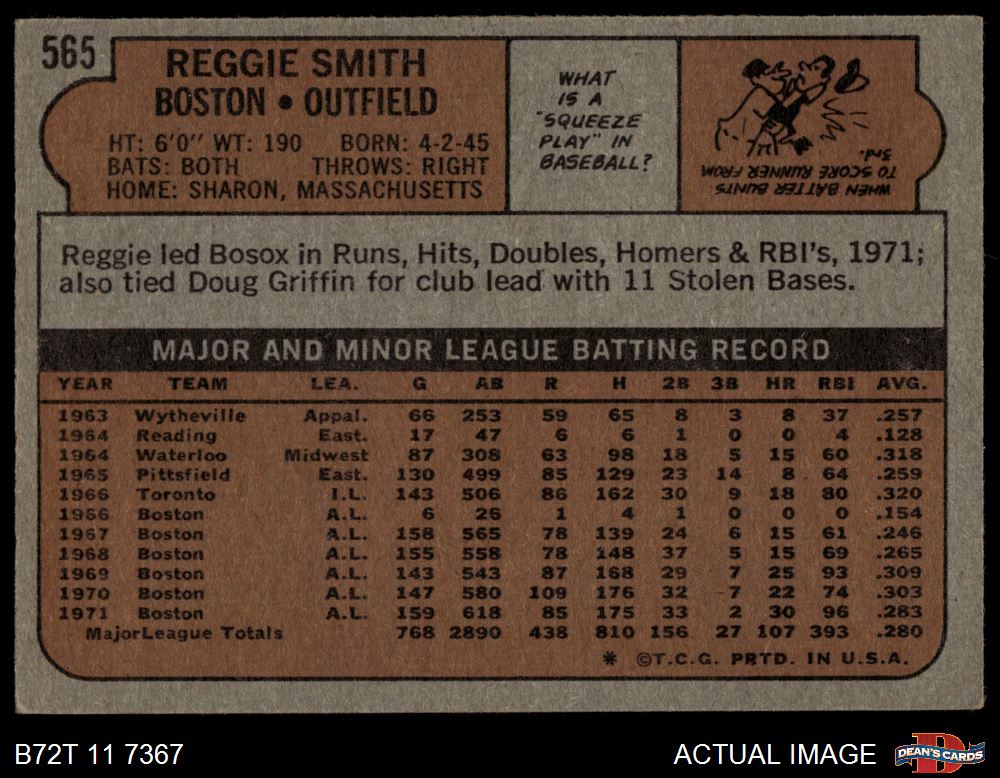 565
REGGIE SMITH
BOSTON • OUTFIELD
HT: 6'0" WT: 190 BORN: 4-2-45
BATS: BOTH THROWS: RIGHT
HOME: SHARON, MASSACHUSETTS
WHAT
IS A
"SQUEEZE
PLAY" IN
BASEBALL?
WHEN BATTER BUNTS
TO SCORE RUNNER FROM
3rd.
Reggie led Bosox in Runs, Hits, Doubles, Homers & RBI's, 1971;
also tied Doug Griffin for club lead with 11 Stolen Bases.
MAJOR AND MINOR LEAGUE BATTING RECORD
YEAR TEAM LEA. G AB R H 2B 3B HR RBI AVG.
1963 Wytheville Appal. 66 253 59 65 8 3 8 37 .257
1964 Reading East. 17 47 6 6 1 0 0 4 .128
1964 Waterloo Midwest 87 308 63 98 18 5 15 60 .318
1965 Pittsfield East. 130 499 85 129 23 14 8 64 .259
1966 Toronto I.L. 143 506 86 162 30 9 18 80 .320
1966 Boston A.L. 6 26 1 4 1 0 0 0 .154
1967 Boston A.L. 158 565 78 139 24 6 15 61 .246
1968 Boston A.L. 155 558 78 148 37 5 15 69 .265
1969 Boston A.L. 143 543 87 168 29 7 25 93 .309
1970 Boston A.L. 147 580 109 176 32 7 22 74 .303
1971 Boston A.L. 159 618 85 175 33 2 30 96 .283
Major League Totals 768 2890 438 810 156 27 107 393 .280
* ©T.C.G. PRTD. IN U.S.A.
B72T 11 7367
ACTUAL IMAGE
DEAN'S CARDS